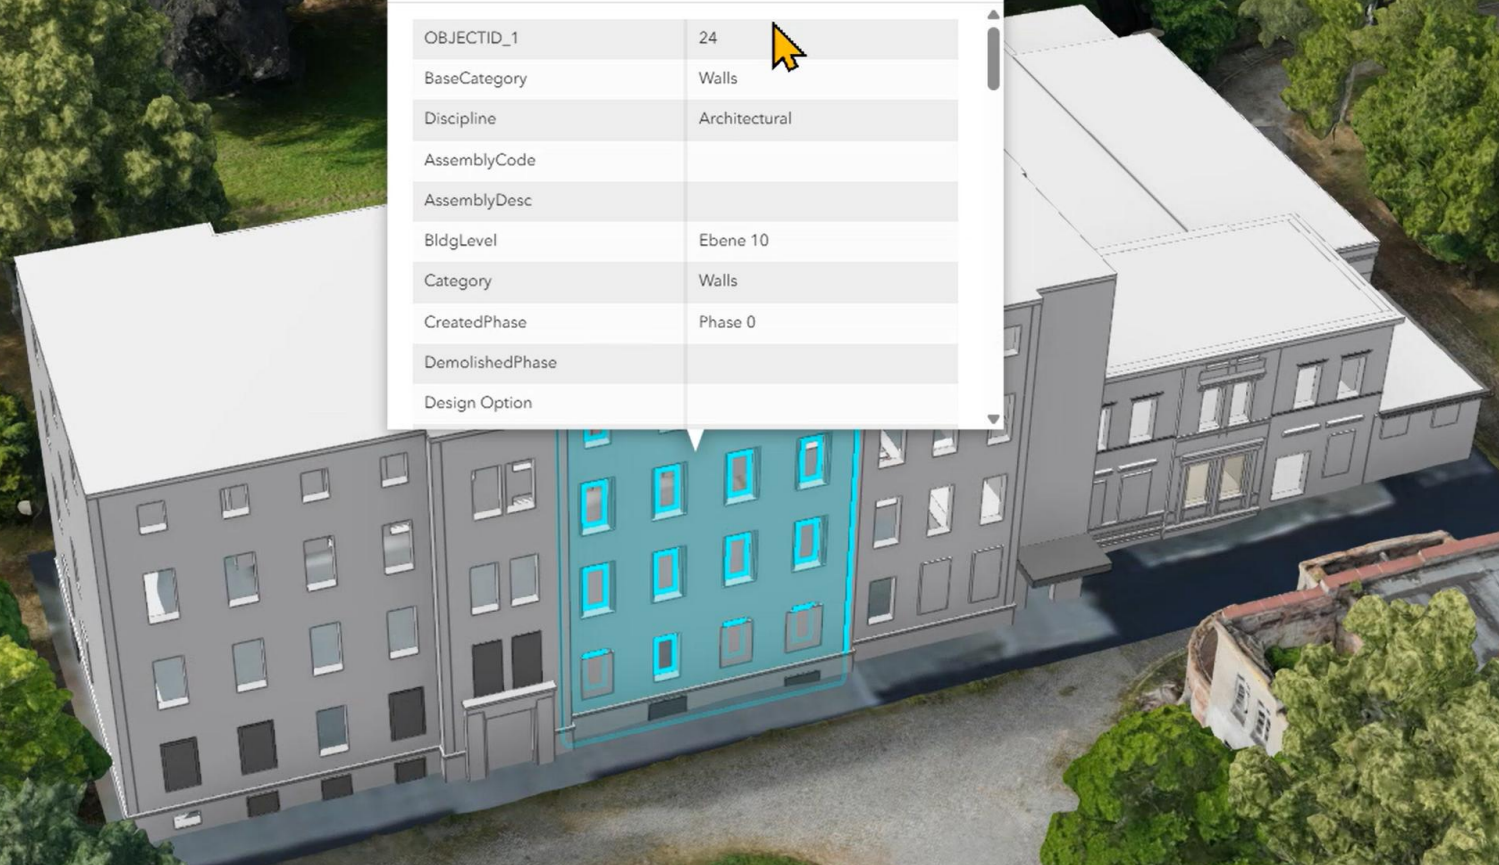 OBJECTID_1 24
BaseCategory Walls
Discipline Architectural
AssemblyCode
AssemblyDesc
BldgLevel Ebene 10
Category Walls
CreatedPhase Phase 0
DemolishedPhase
Design Option